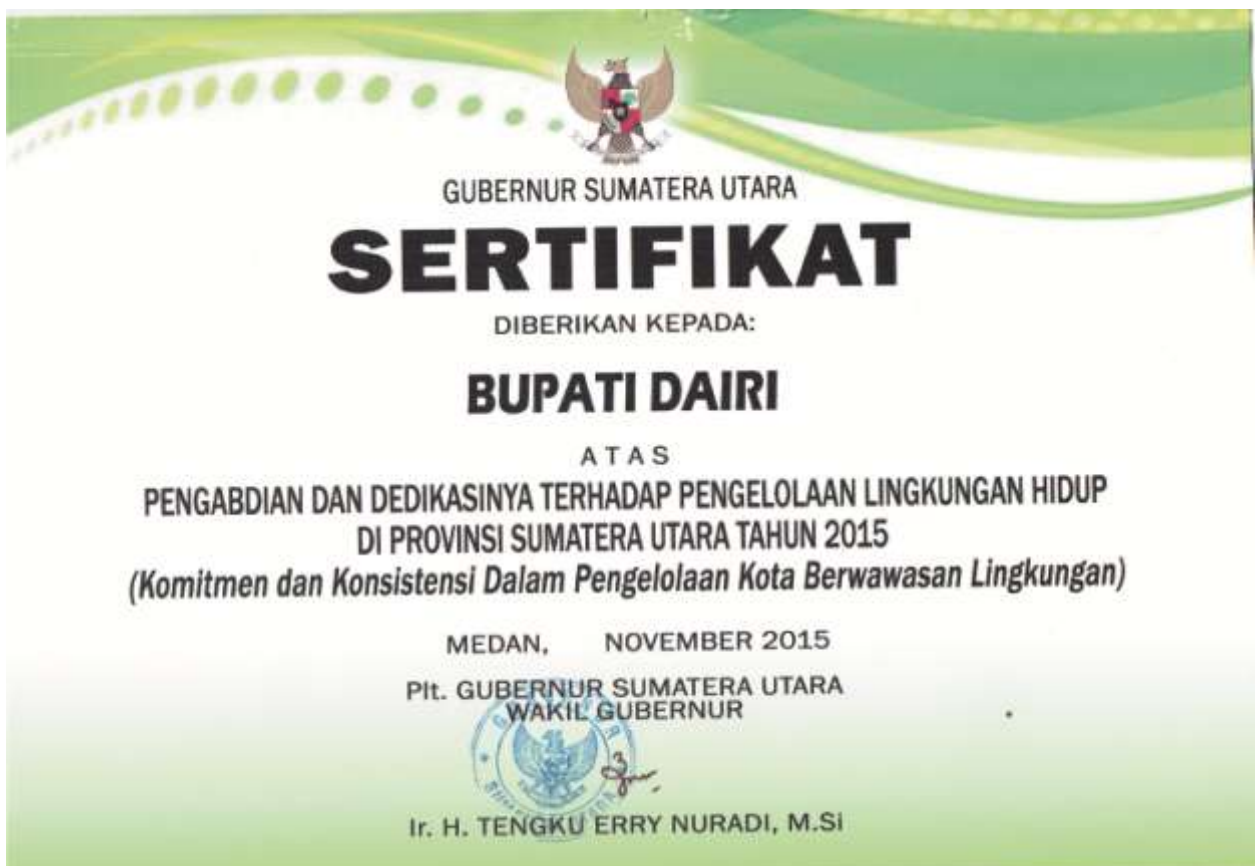 GUBERNUR SUMATERA UTARA
SERTIFIKAT
DIBERIKAN KEPADA:
BUPATI DAIRI
ATAS
PENGABDIAN DAN DEDIKASINYA TERHADAP PENGELOLAAN LINGKUNGAN HIDUP
DI PROVINSI SUMATERA UTARA TAHUN 2015
(Komitmen dan Konsistensi Dalam Pengelolaan Kota Berwawasan Lingkungan)
MEDAN, NOVEMBER 2015
Plt. GUBERNUR SUMATERA UTARA
WAKIL GUBERNUR
Ir. H. TENGKU ERRY NURADI, M.Si